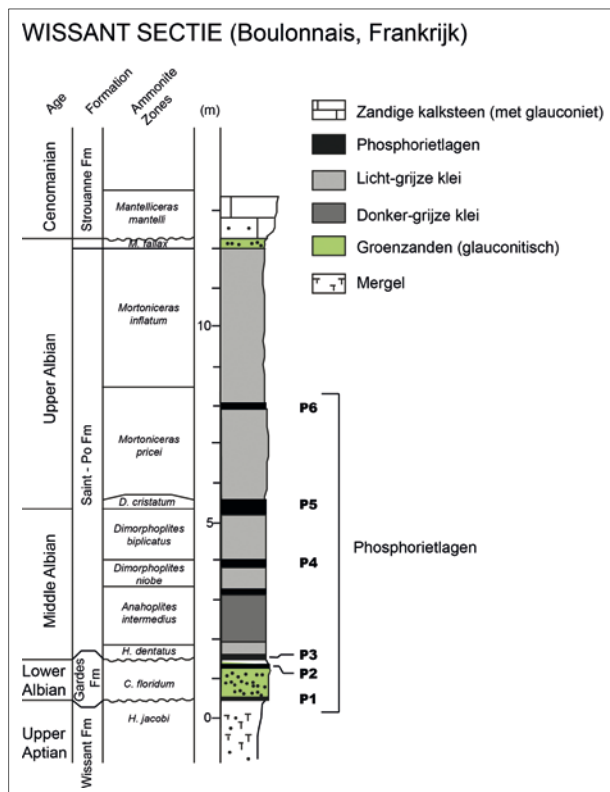 WISSANT SECTIE (Boulonnais, Frankrijk)
Age
Formation
Ammonite
Zones
(m)
Zandige kalksteen (met glauconiet)
Phosphorietlagen
Licht-grijze klei
Donker-grijze klei
Groenzanden (glauconitisch)
Mergel
Cenomanian
Upper Albian
Middle Albian
Lower
Albian
Upper
Aptian
Strouanne Fm
Saint - Po Fm
Gardes
Fm
Wissant Fm
Mantelliceras
mantelli
M. fallax
Mortoniceras
inflatum
Mortoniceras
pricei
D. cristatum
Dimorphoplites
biplicatus
Dimorphoplites
niobe
Anahoplites
intermedius
H. dentatus
C. floridum
H. jacobi
10
5
0
P6
P5
P4
P3
P2
P1
Phosphorietlagen